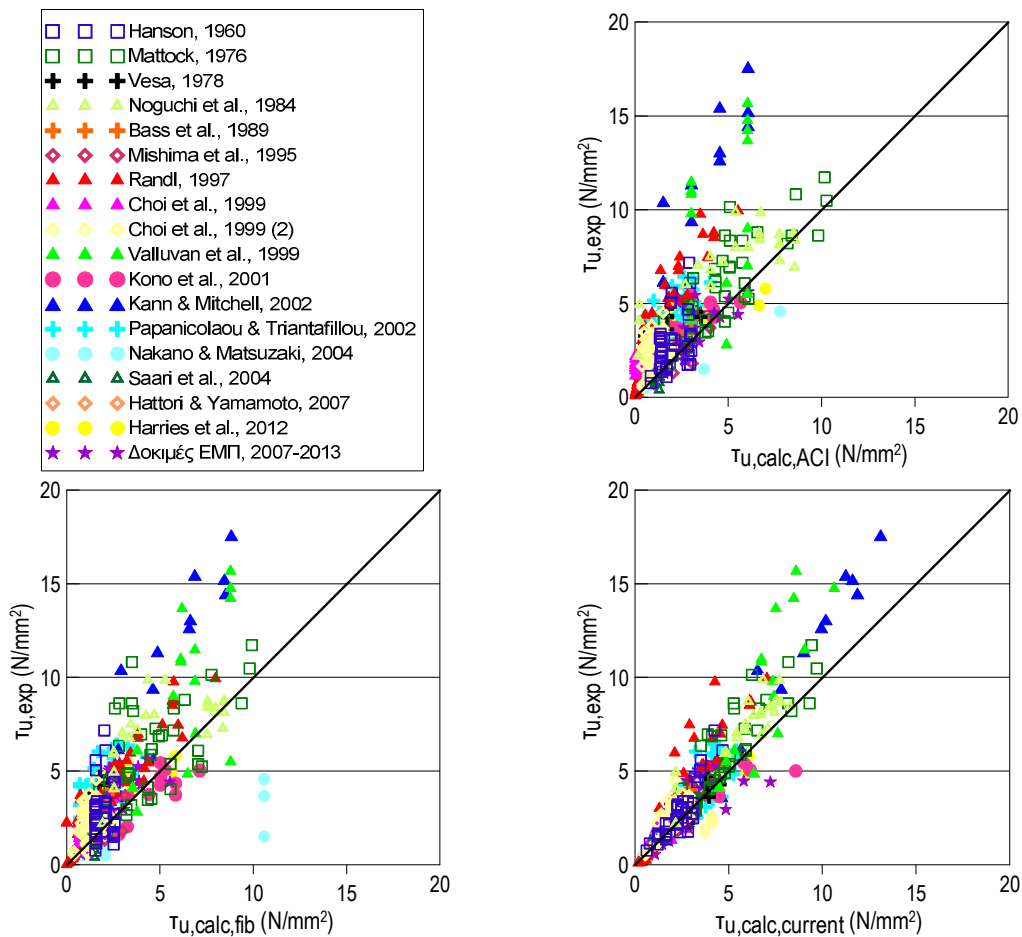 Hanson, 1960
Mattock, 1976
Vesa, 1978
Noguchi et al., 1984
Bass et al., 1989
Mishima et al., 1995
Randl, 1997
Choi et al., 1999
Choi et al., 1999 (2)
Valluvan et al., 1999
Kono et al., 2001
Kann & Mitchell, 2002
Papanicolaou & Triantafillou, 2002
Nakano & Matsuzaki, 2004
Saari et al., 2004
Hattori & Yamamoto, 2007
Harries et al., 2012
Δοκιμές ΕΜΠ, 2007-2013
20
15
10
5
0
τu,exp (N/mm²)
0 5 10 15 20
τu,calc,ACI (N/mm²)
20
15
10
5
0
τu,exp (N/mm²)
0 5 10 15 20
τu,calc,fib (N/mm²)
20
15
10
5
0
τu,exp (N/mm²)
0 5 10 15 20
τu,calc,current (N/mm²)